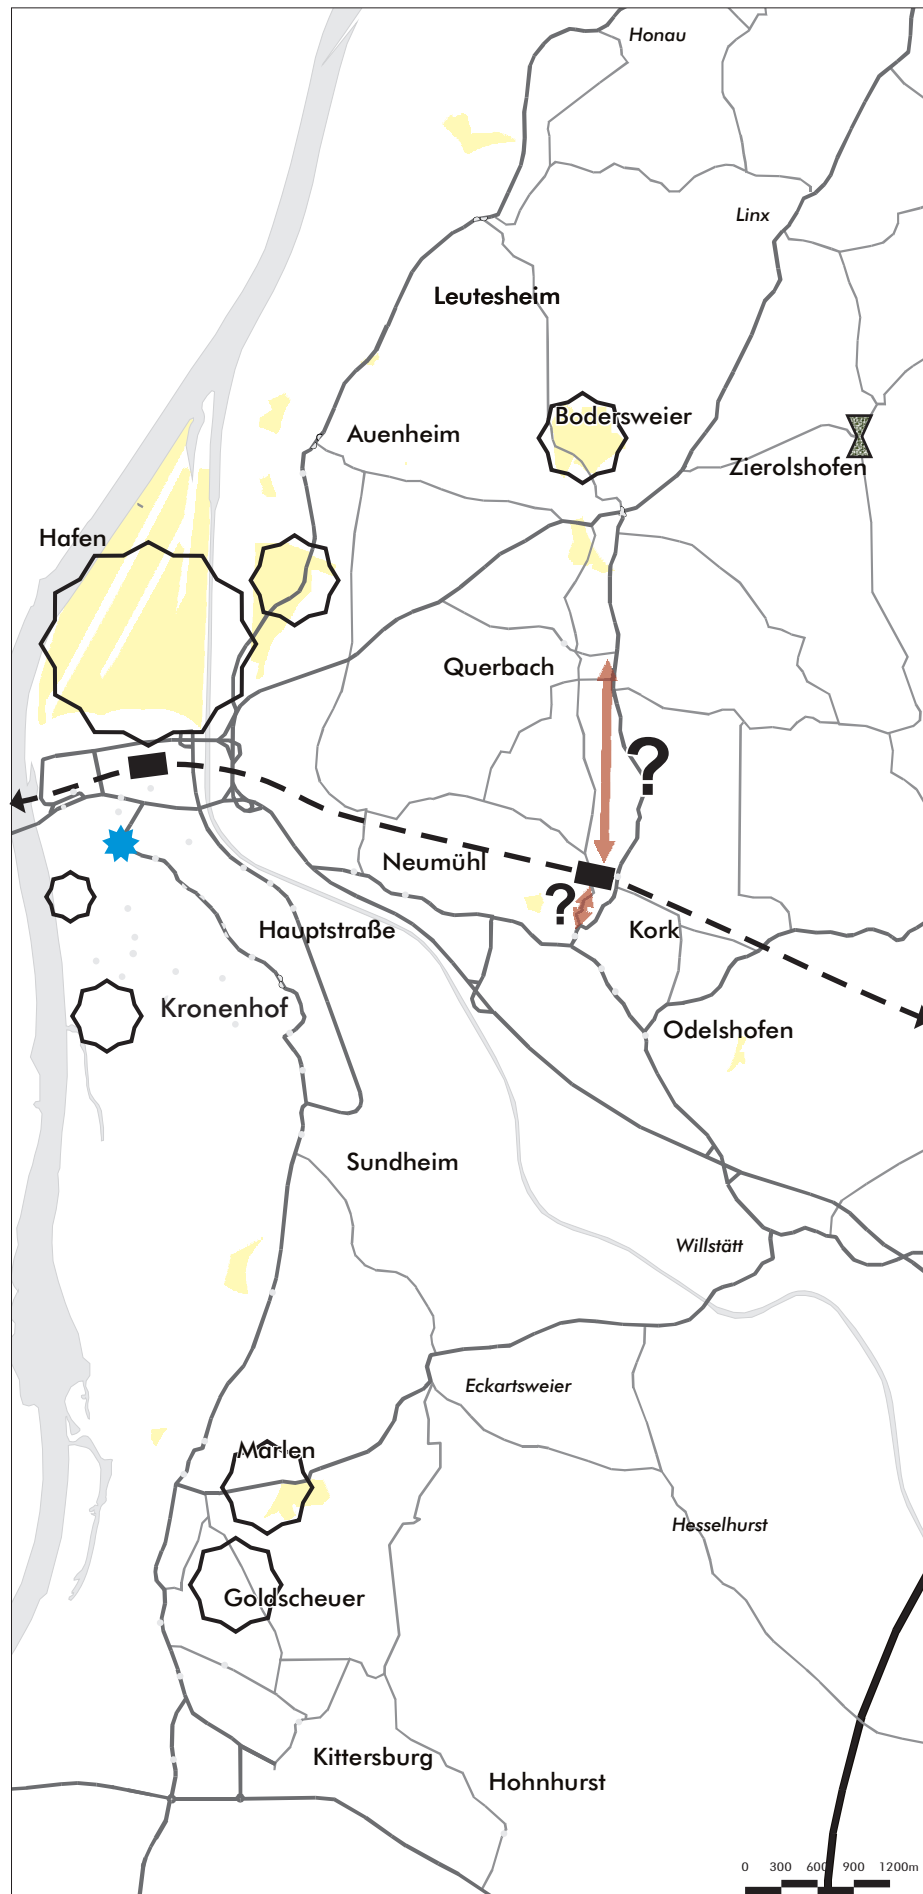 Honau
Linx
Leutesheim
Bodersweier
Auenheim
Zierolshofen
Hafen
Querbach
?
Neumühl
?
Hauptstraße
Kork
Kronenhof
Odelshofen
Sundheim
Willstätt
Eckartsweier
Marlen
Hesselhurst
Goldscheuer
Kittersburg
Hohnhurst
0 300 600 900 1200m